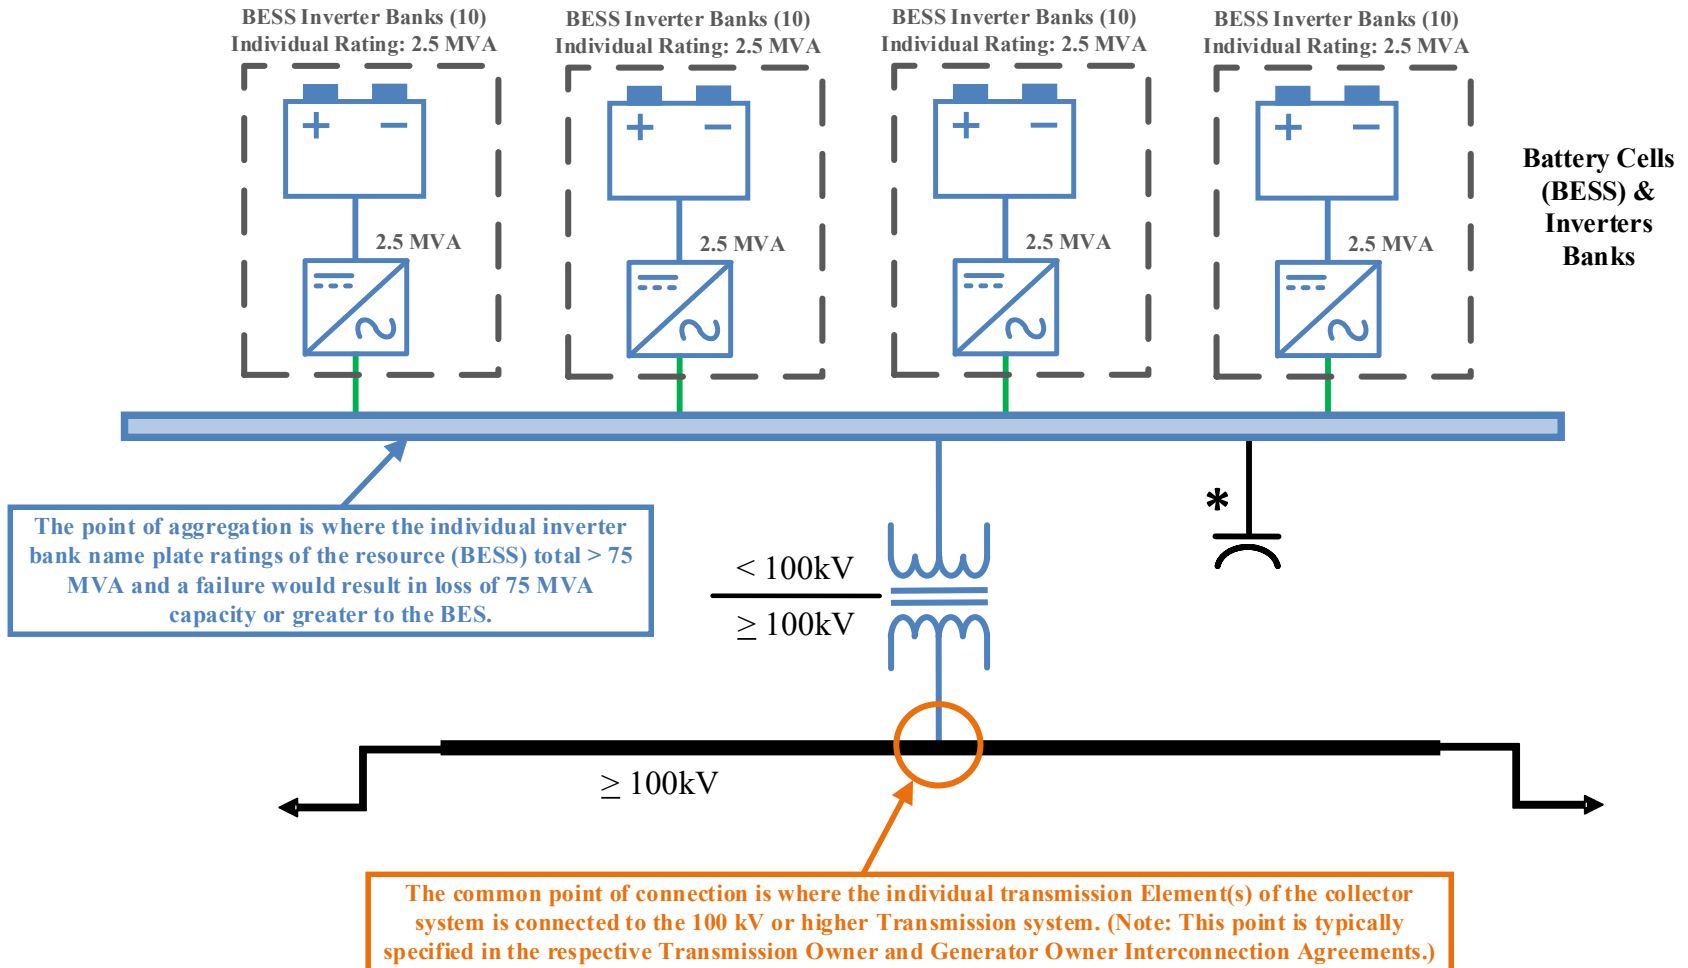 BESS Inverter Banks (10)
Individual Rating: 2.5 MVA
BESS Inverter Banks (10)
Individual Rating: 2.5 MVA
BESS Inverter Banks (10)
Individual Rating: 2.5 MVA
BESS Inverter Banks (10)
Individual Rating: 2.5 MVA
2.5 MVA
2.5 MVA
2.5 MVA
2.5 MVA
Battery Cells
(BESS) &
Inverters
Banks
The point of aggregation is where the individual inverter
bank name plate ratings of the resource (BESS) total > 75
MVA and a failure would result in loss of 75 MVA
capacity or greater to the BES.
*
< 100kV
≥ 100kV
≥ 100kV
The common point of connection is where the individual transmission Element(s) of the collector
system is connected to the 100 kV or higher Transmission system. (Note: This point is typically
specified in the respective Transmission Owner and Generator Owner Interconnection Agreements.)